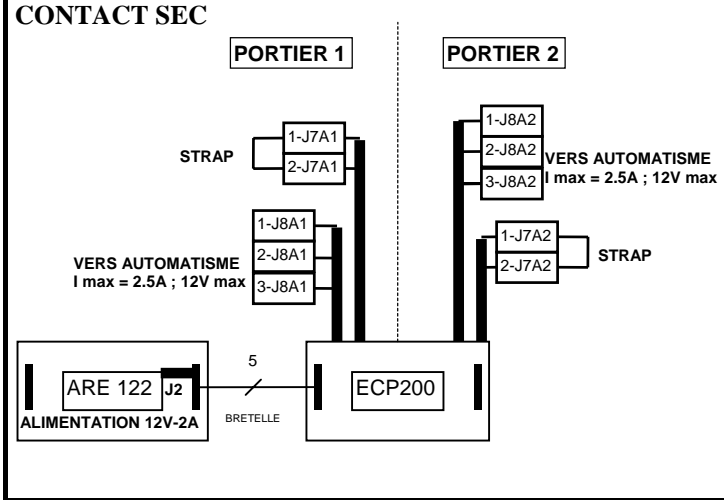 CONTACT SEC
PORTIER 1
PORTIER 2
1-J7A1
2-J7A1
STRAP
1-J8A2
2-J8A2
3-J8A2
VERS AUTOMATISME
I max = 2.5A ; 12V max
1-J8A1
2-J8A1
3-J8A1
VERS AUTOMATISME
I max = 2.5A ; 12V max
1-J7A2
2-J7A2
STRAP
ARE 122
J2
ALIMENTATION 12V-2A
5
BRETELLE
ECP200